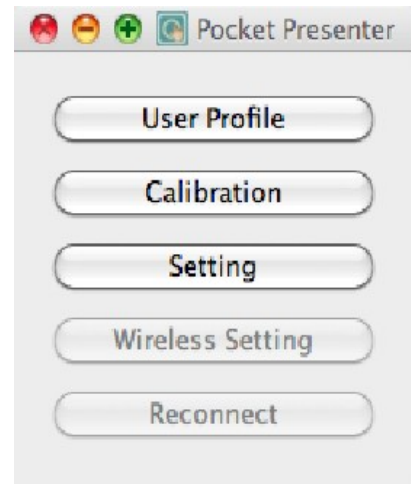 Pocket Presenter
User Profile
Calibration
Setting
Wireless Setting
Reconnect